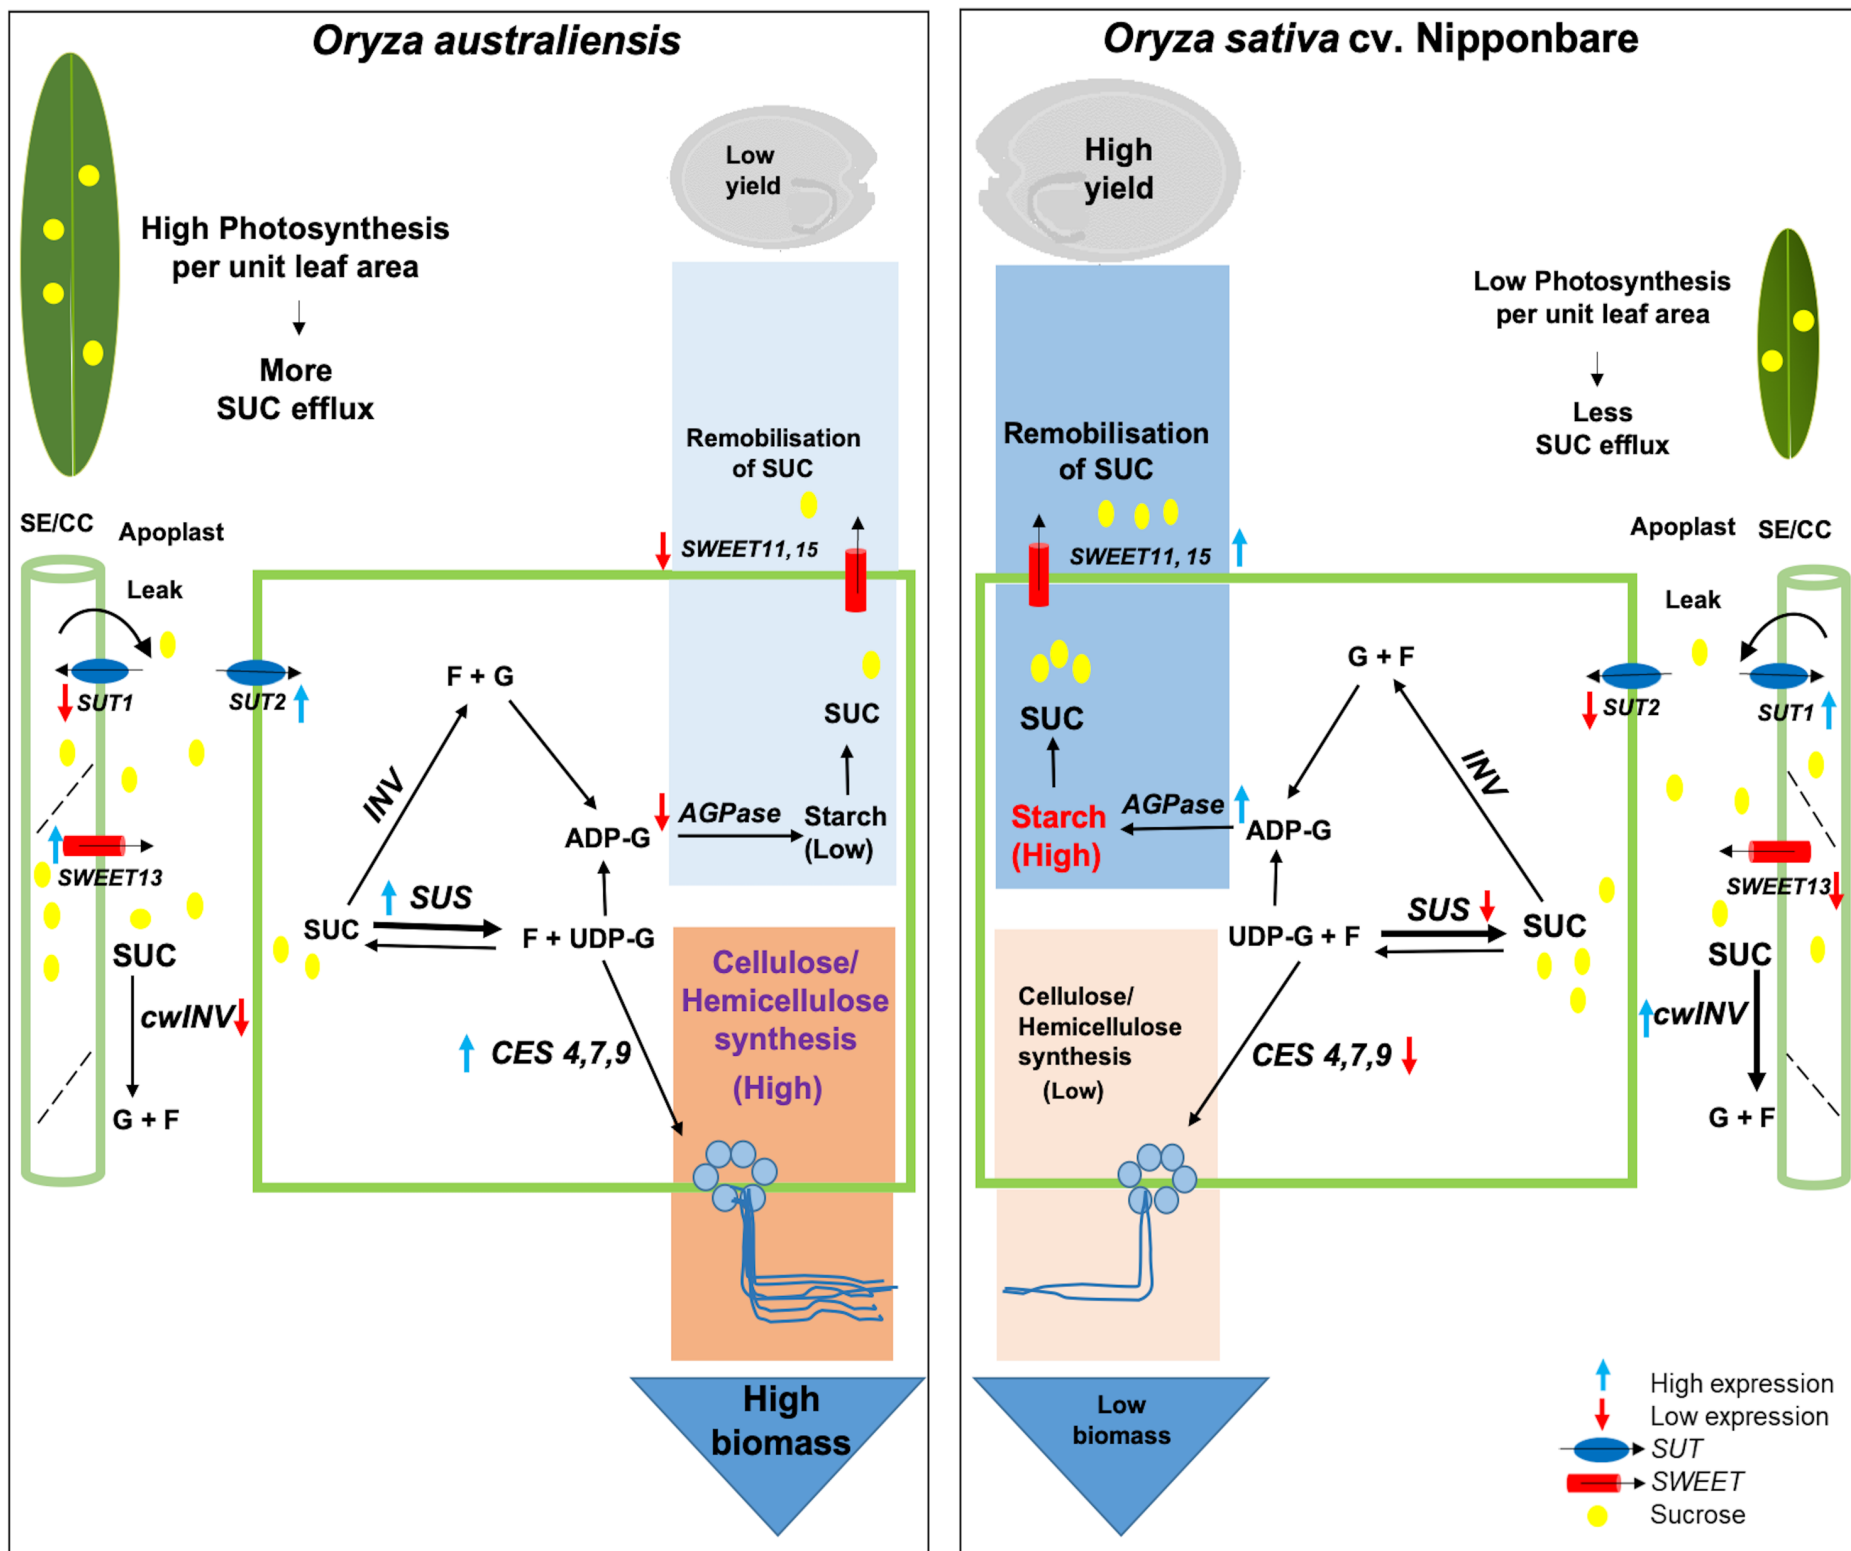 Oryza australiensis
Low
yield
High Photosynthesis
per unit leaf area
More
SUC efflux
Remobilisation
of SUC
SE/CC
Apoplast
SWEET11, 15
Leak
SUT1
SUT2
F + G
SUC
INV
ADP-G
AGPase
Starch
(Low)
SWEET13
SUS
SUC
F + UDP-G
SUC
cwINV
Cellulose/
Hemicellulose
synthesis
(High)
CES 4,7,9
G + F
High
biomass
Oryza sativa cv. Nipponbare
High
yield
Low Photosynthesis
per unit leaf area
Less
SUC efflux
Remobilisation
of SUC
Apoplast
SE/CC
SWEET11, 15
Leak
G + F
SUC
SUT2
SUT1
INV
Starch
(High)
AGPase
ADP-G
SWEET13
SUS
UDP-G + F
SUC
SUC
cwINV
Cellulose/
Hemicellulose
synthesis
(Low)
CES 4,7,9
G + F
Low
biomass
High expression
Low expression
SUT
SWEET
Sucrose